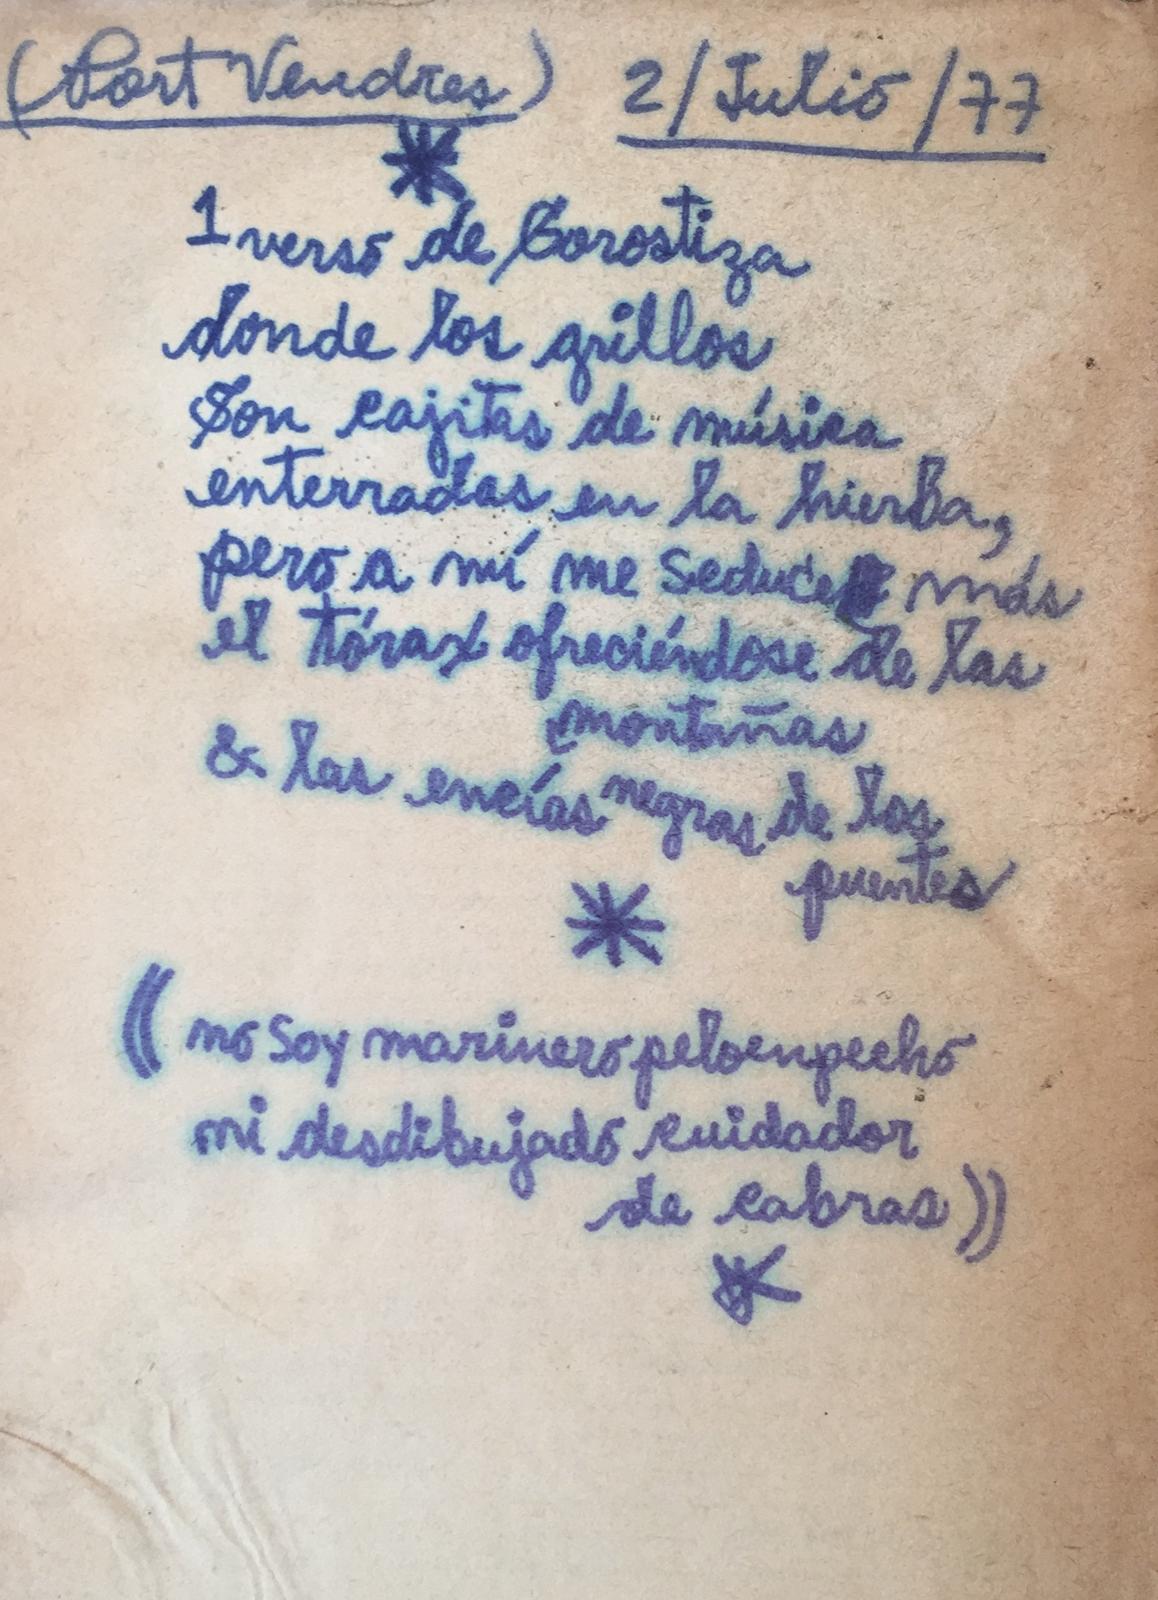 (Port Vendres) 2/Julio/77
1 verso de Gorostiza
donde los grillos
Son cajitas de música
enterradas en la hierba,
pero a mí me seduce más
el tórax ofreciéndose de las
montañas
& las encías negras de los
puentes
((no soy marinero peloenpecho
mi desdibujado cuidador
de cabras))